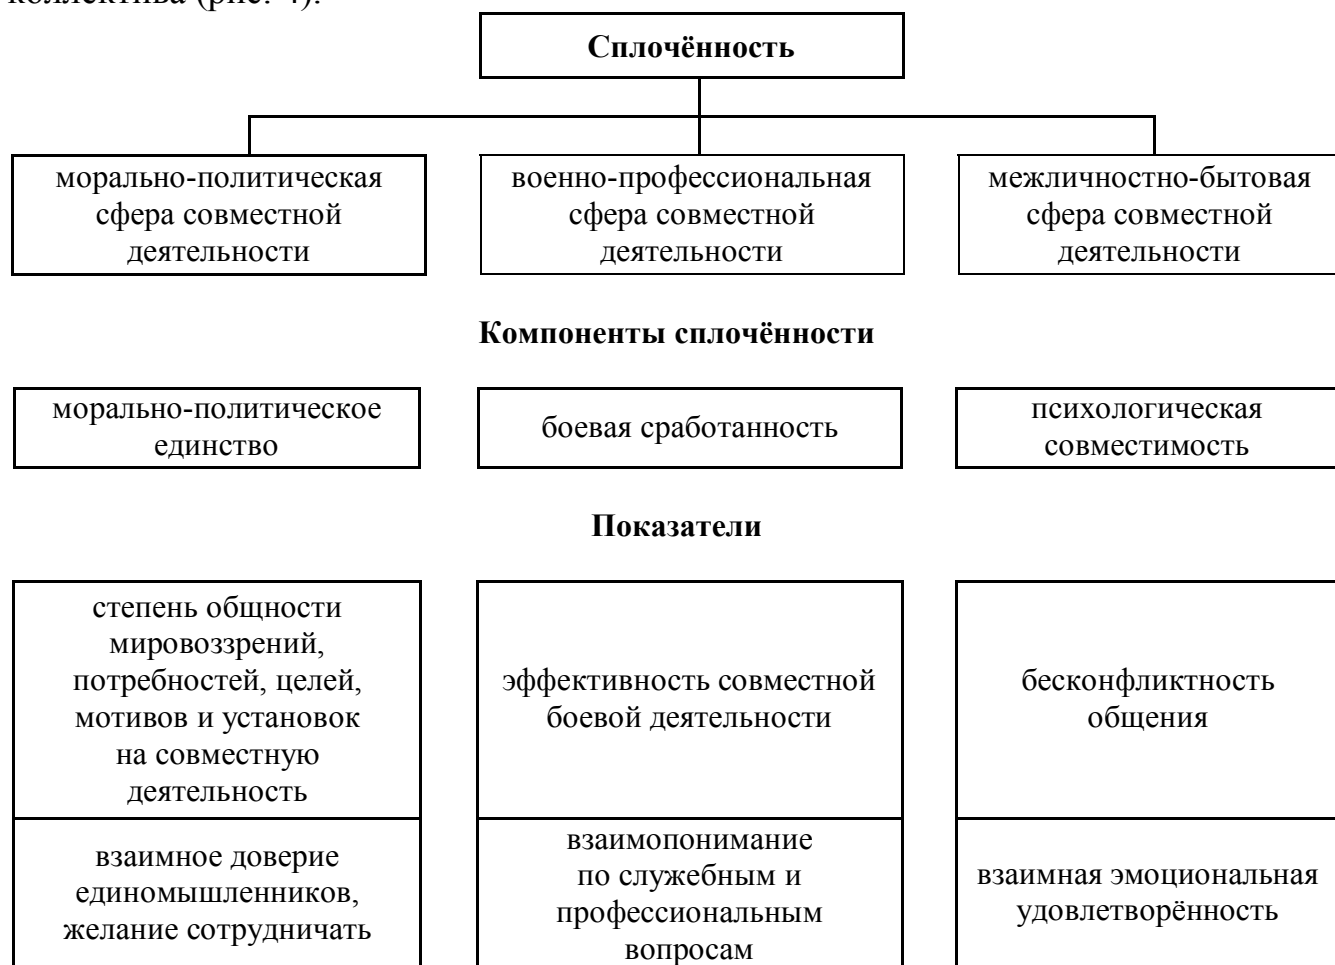 коллектива (рис. 4).
Сплочённость
морально-политическая
сфера совместной
деятельности
военно-профессиональная
сфера совместной
деятельности
межличностно-бытовая
сфера совместной
деятельности
Компоненты сплочённости
морально-политическое
единство
боевая сработанность
психологическая
совместимость
Показатели
степень общности
мировоззрений,
потребностей, целей,
мотивов и установок
на совместную
деятельность
эффективность совместной
боевой деятельности
бесконфликтность
общения
взаимное доверие
единомышленников,
желание сотрудничать
взаимопонимание
по служебным и
профессиональным
вопросам
взаимная эмоциональная
удовлетворённость